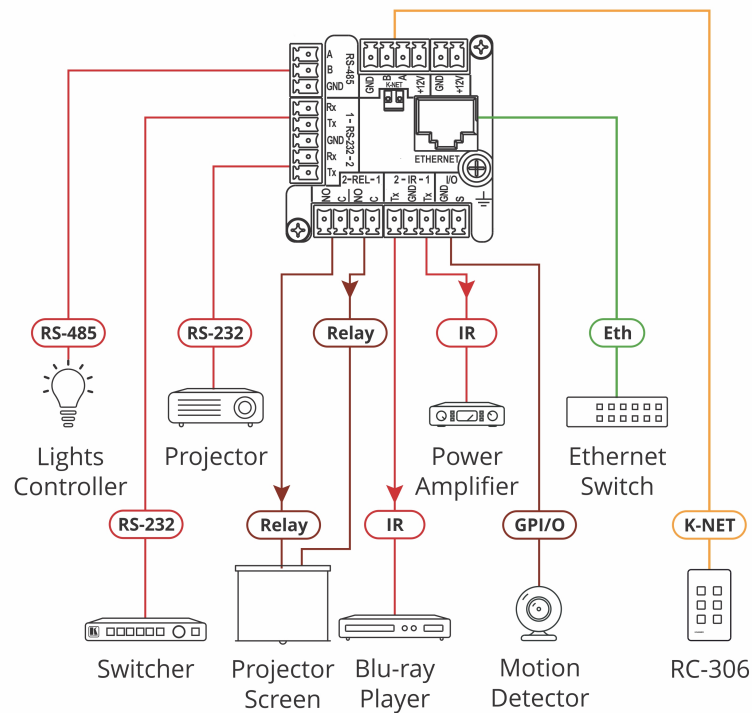 A
B
GND
RS-485
GND
B
A
+12V
GND
+12V
K-NET
Rx
Tx
GND
Rx
Tx
1 - RS-232 - 2
ETHERNET
2-REL-1
2 - IR - 1
I/O
NO
C
NO
C
Tx
GND
Tx
GND
S
RS-485
RS-232
Relay
IR
Eth
Lights
Controller
Projector
Power
Amplifier
Ethernet
Switch
RS-232
Relay
IR
GPI/O
K-NET
K
Switcher
Projector
Screen
Blu-ray
Player
Motion
Detector
RC-306